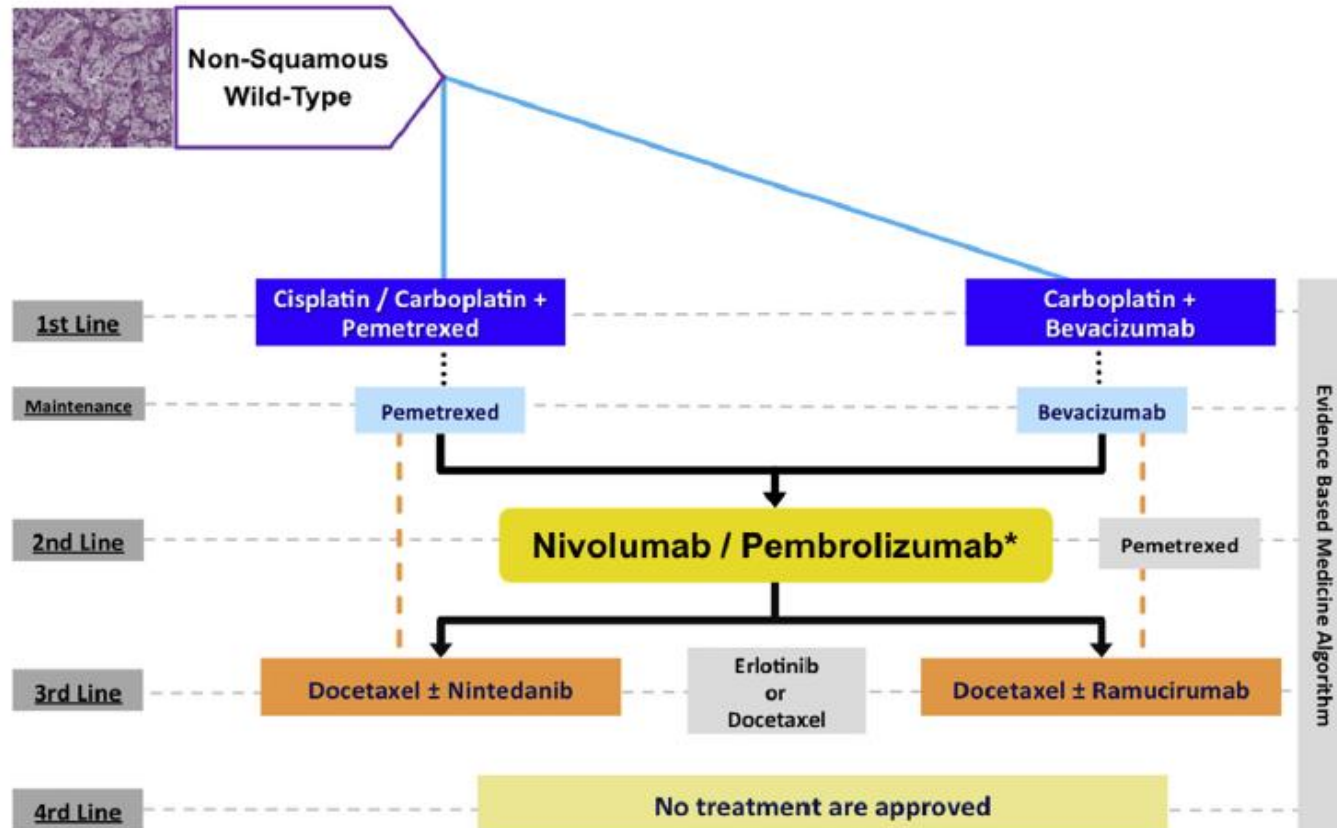 Non-Squamous
Wild-Type
1st Line
Cisplatin / Carboplatin +
Pemetrexed
Carboplatin +
Bevacizumab
Maintenance
Pemetrexed
Bevacizumab
2nd Line
Nivolumab / Pembrolizumab*
Pemetrexed
3rd Line
Docetaxel ± Nintedanib
Erlotinib
or
Docetaxel
Docetaxel ± Ramucirumab
4rd Line
No treatment are approved
Evidence Based Medicine Algorithm